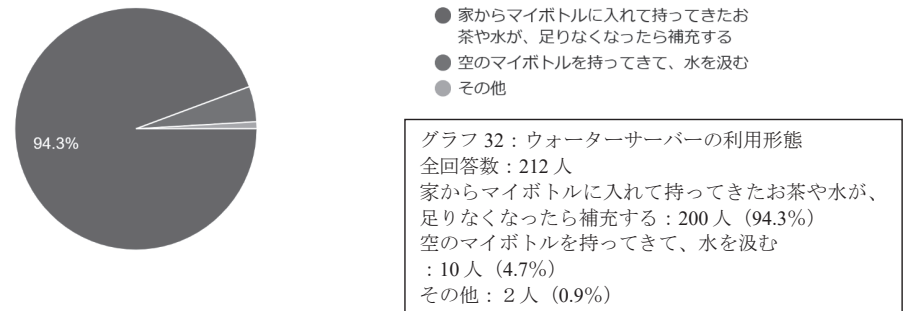 94.3%
家からマイボトルに入れて持ってきたお
茶や水が、足りなくなったら補充する
空のマイボトルを持ってきて、水を汲む
その他
グラフ 32：ウォーターサーバーの利用形態
全回答数：212 人
家からマイボトルに入れて持ってきたお茶や水が、
足りなくなったら補充する：200 人（94.3％）
空のマイボトルを持ってきて、水を汲む
：10 人（4.7％）
その他：２人（0.9％）